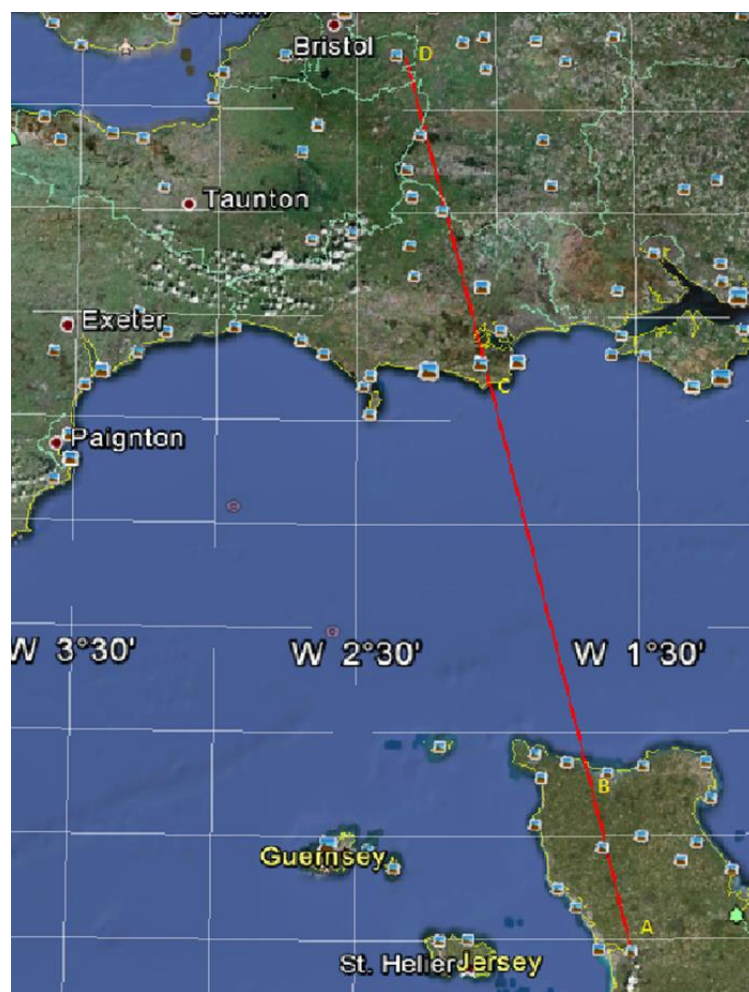 Bristol
D
Taunton
Exeter
C
Paignton
W 3°30'
W 2°30'
W 1°30'
B
Guernsey
A
St. Helier
Jersey